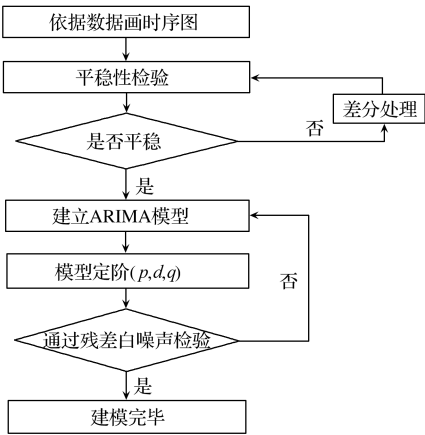 依据数据画时序图
平稳性检验
差分处理
否
是否平稳
是
建立ARIMA模型
模型定阶(p,d,q)
否
通过残差白噪声检验
是
建模完毕